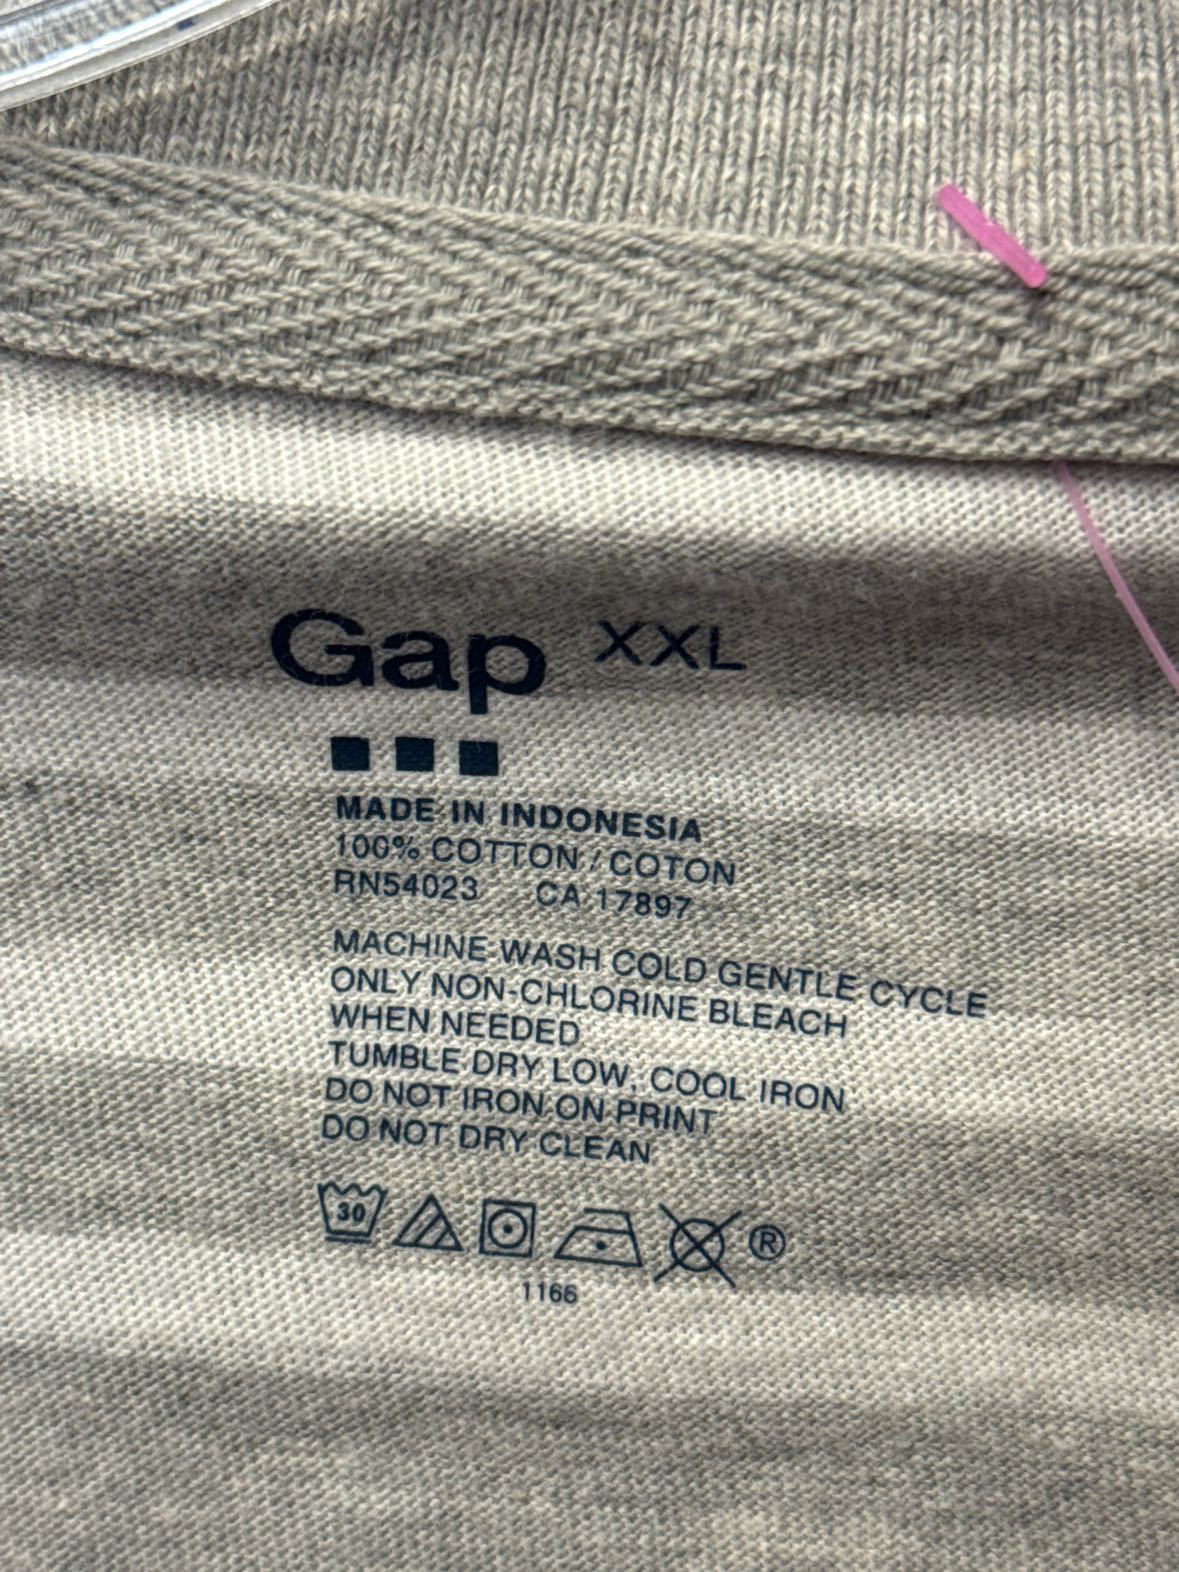 Gap XXL
MADE IN INDONESIA
100% COTTON / COTON
RN54023 CA 17897
MACHINE WASH COLD GENTLE CYCLE
ONLY NON-CHLORINE BLEACH
WHEN NEEDED
TUMBLE DRY LOW, COOL IRON
DO NOT IRON ON PRINT
DO NOT DRY CLEAN
30 ®
1166